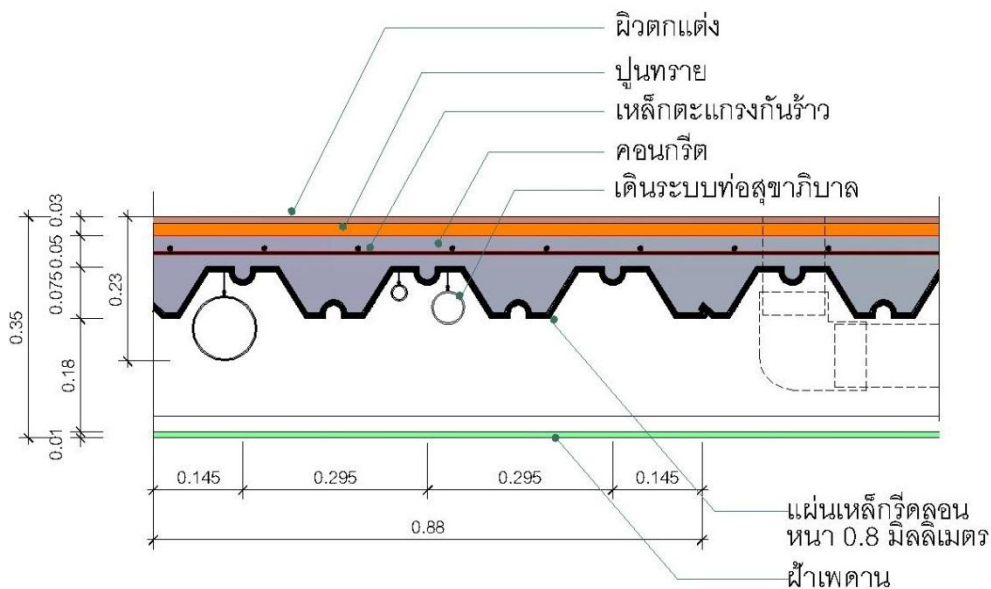 ผิวตกแต่ง
ปูนทราย
เหล็กตะแกรงกันร้าว
คอนกรีต
เดินระบบท่อสุขาภิบาล
0.03
0.05
0.075
0.23
0.35
0.18
0.01
0.145
0.295
0.295
0.145
0.88
แผ่นเหล็กรีดลอน
หนา 0.8 มิลลิเมตร
ฝ้าเพดาน